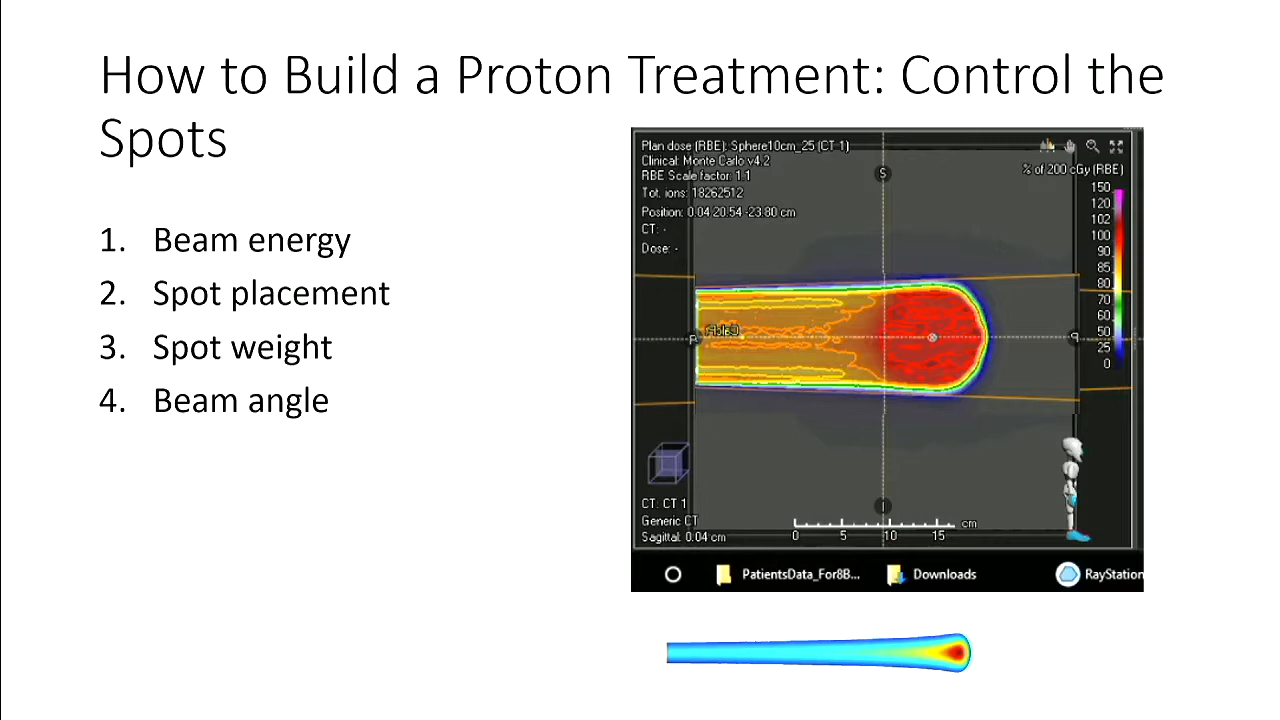 How to Build a Proton Treatment: Control the
Spots
1. Beam energy
2. Spot placement
3. Spot weight
4. Beam angle
Plan dose (RBE): Sphere10cm_25 (CT 1)
Clinical: Monte Carlo v4.2
RBE Scale factor: 1.1
Tot. ions: 18262512
Position: 0.04 20.54 -23.80 cm
CT: -
Dose: -
% of 200 cGy (RBE)
150
120
102
100
90
85
80
70
60
50
25
0
S
A
P
I
CT: CT 1
Generic CT
Sagittal: 0.04 cm
cm
0 5 10 15
PatientsData_For8B...
Downloads
RayStation